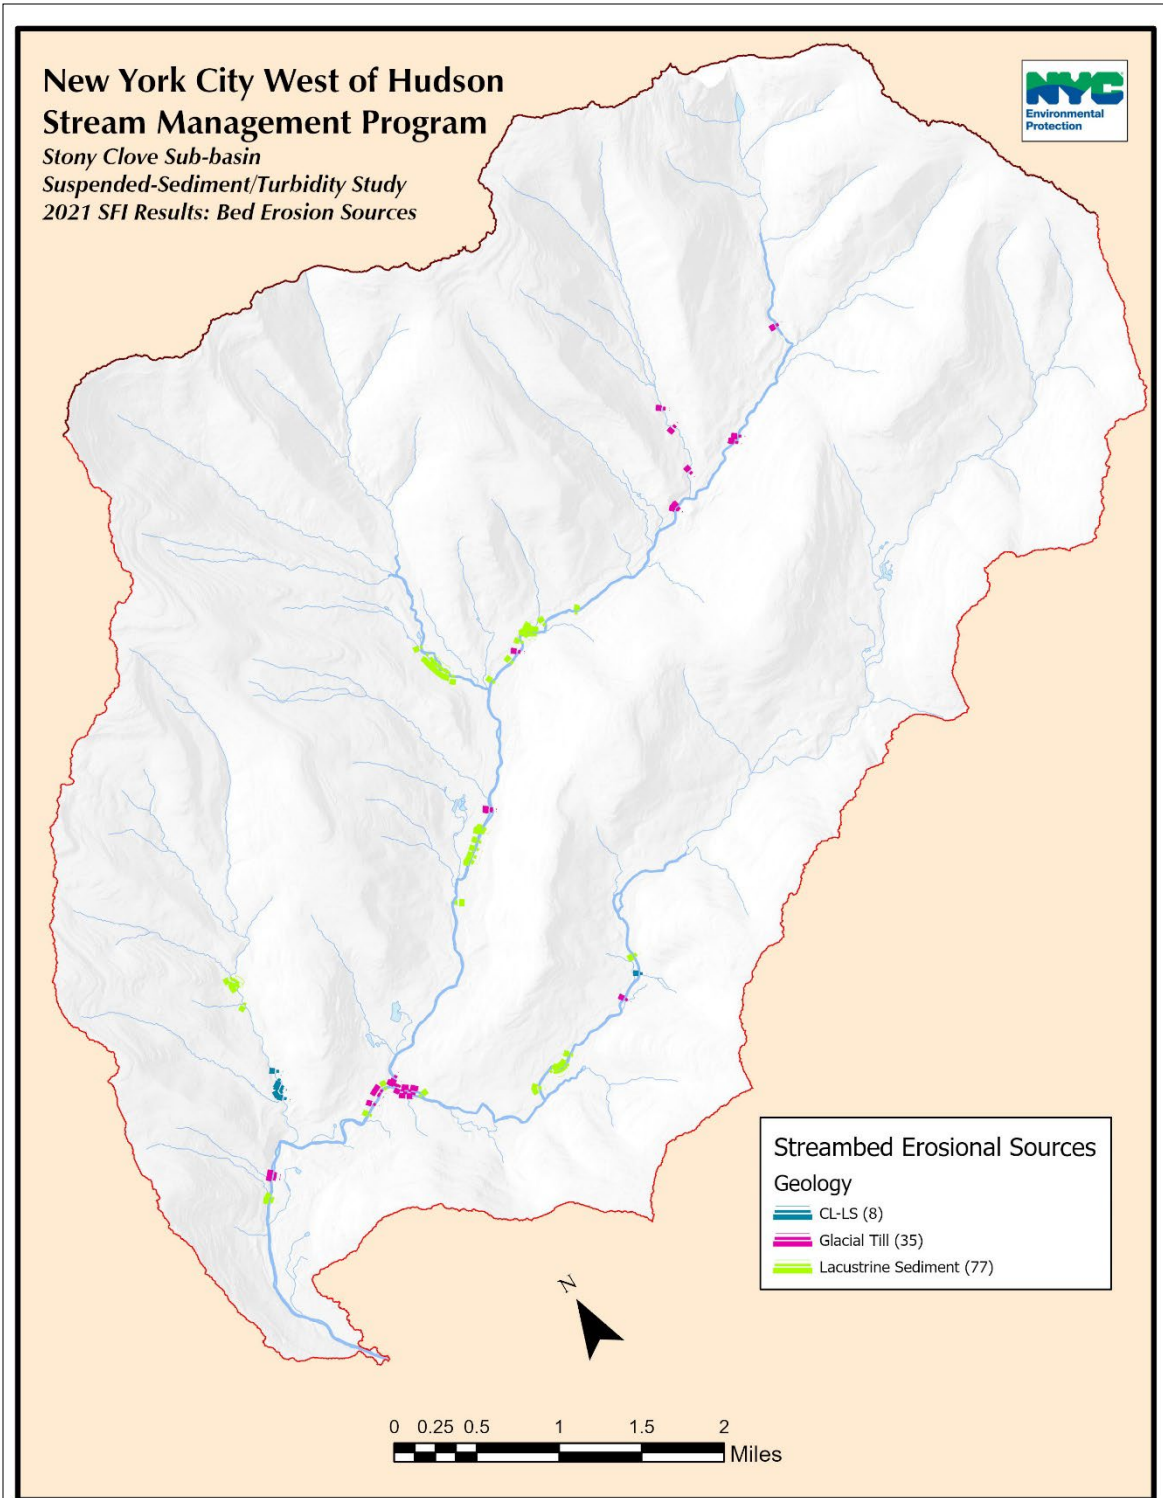 New York City West of Hudson
Stream Management Program
Stony Clove Sub-basin
Suspended-Sediment/Turbidity Study
2021 SFI Results: Bed Erosion Sources
NYC
Environmental
Protection
Streambed Erosional Sources
Geology
CL-LS (8)
Glacial Till (35)
Lacustrine Sediment (77)
N
0 0.25 0.5 1 1.5 2
Miles